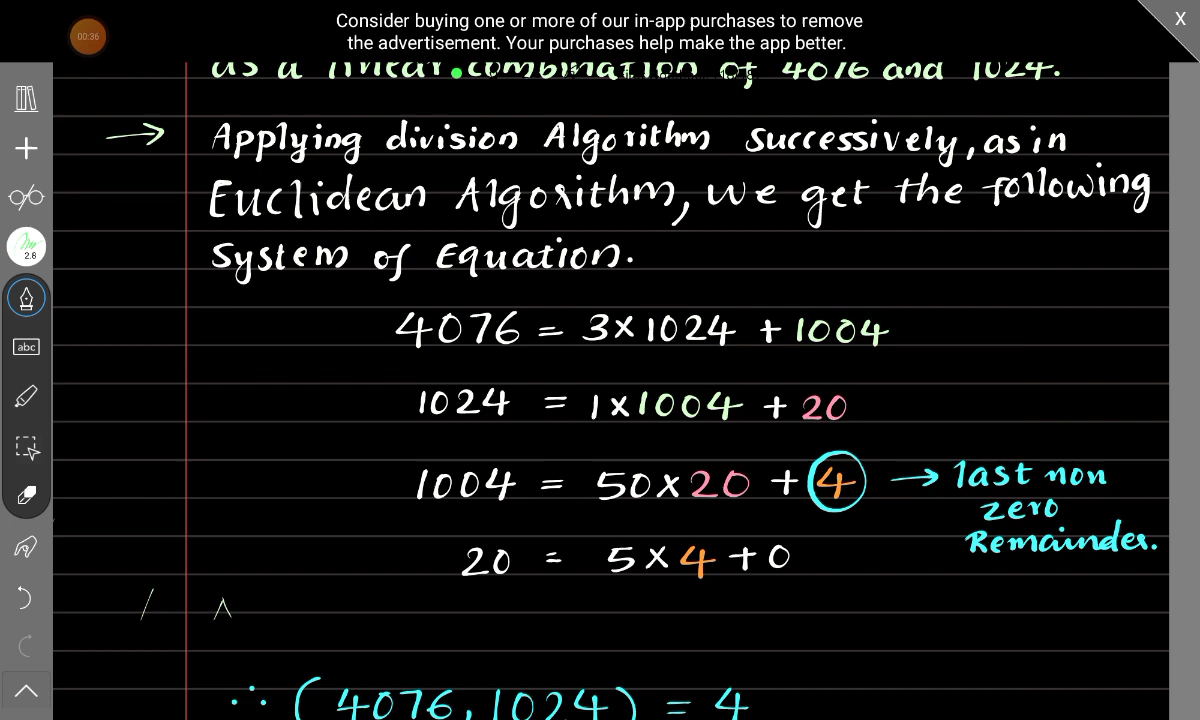 00:36
Consider buying one or more of our in-app purchases to remove
the advertisement. Your purchases help make the app better.
X
as a linear combination of 4076 and 1024.
→ Applying division Algorithm successively, as in
Euclidean Algorithm, we get the following
System of Equation.
4076 = 3×1024 + 1004
1024 = 1×1004 + 20
1004 = 50×20 + 4 → last non
zero
Remainder.
20 = 5×4+0
∴ (4076,1024) = 4
2.8
abc